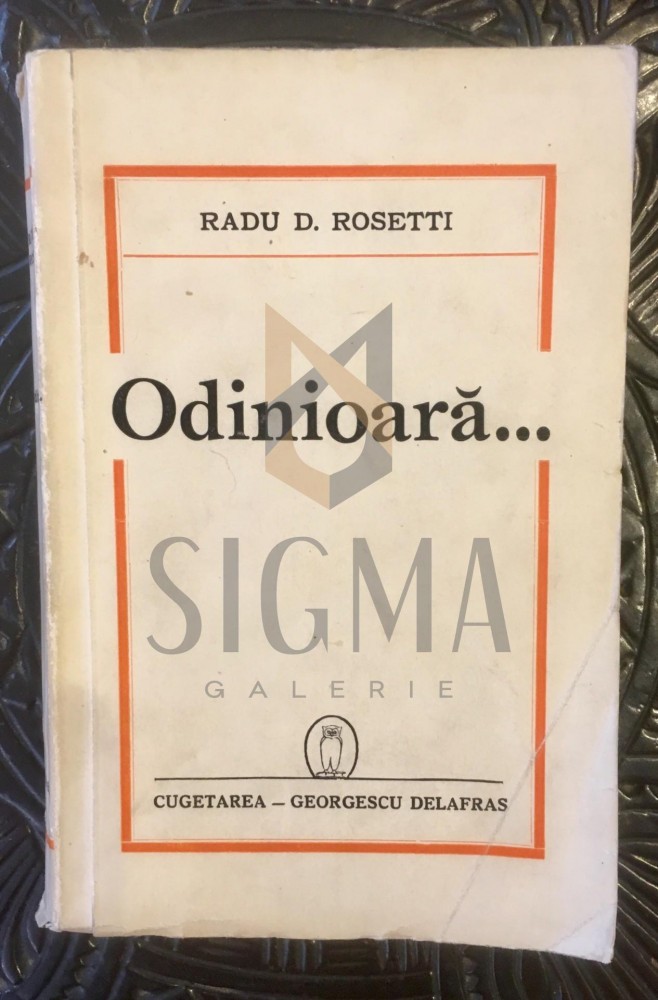 RADU D. ROSETTI
Odinioară...
SIGMA
GALERIE
CUGETAREA — GEORGESCU DELAFRAS